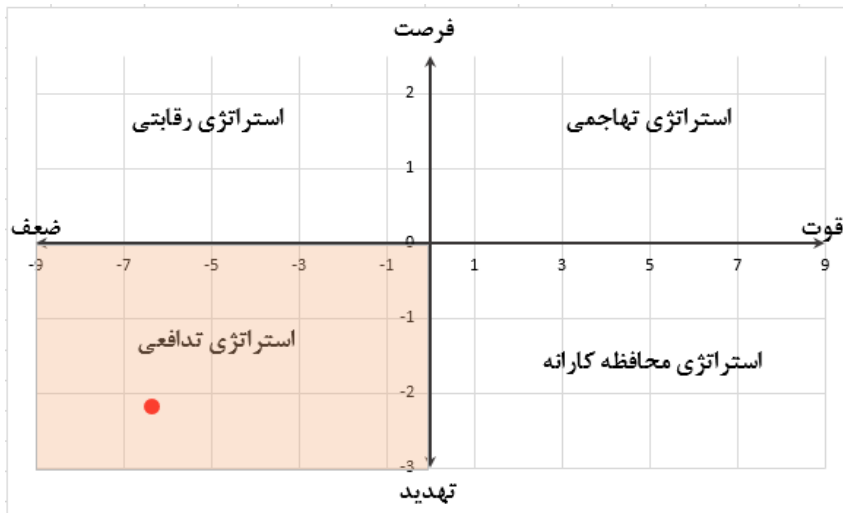 فرصت
2
استراتژی تهاجمی
استراتژی رقابتی
1
قوت
ضعف
0
-9 -7 -5 -3 -1 1 3 5 7 9
-1
استراتژی تدافعی
استراتژی محافظه کارانه
-2
-3
تهدید